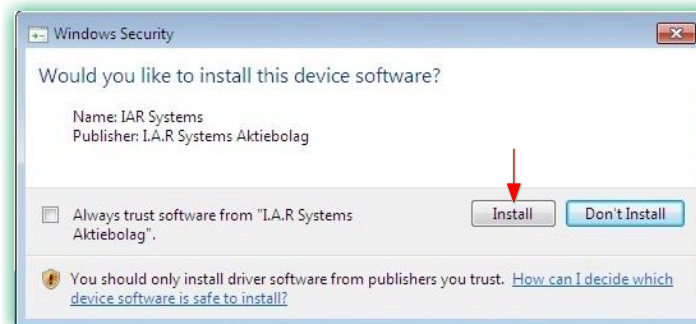 Windows Security
Would you like to install this device software?
Name: IAR Systems
Publisher: I.A.R Systems Aktiebolag
Always trust software from "I.A.R Systems
Aktiebolag".
Install
Don't Install
You should only install driver software from publishers you trust. How can I decide which
device software is safe to install?